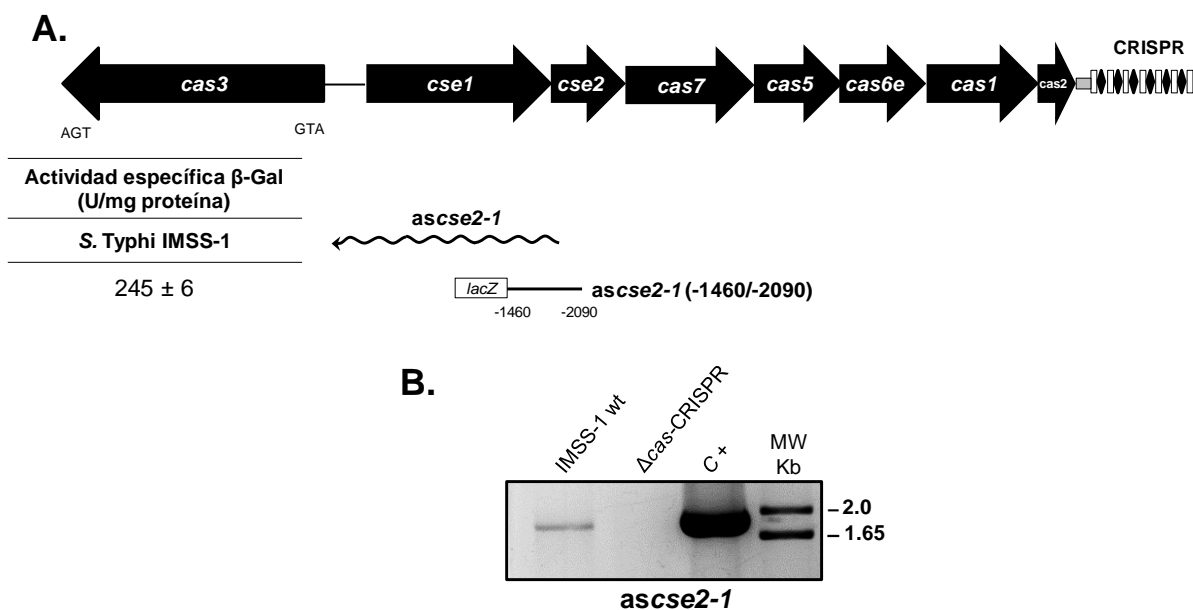 A.
CRISPR
cas3 cse1 cse2 cas7 cas5 cas6e cas1 cas2
AGT GTA
Actividad específica β-Gal
(U/mg proteína)
S. Typhi IMSS-1
245 ± 6
ascse2-1
lacZ ascse2-1 (-1460/-2090)
-1460 -2090
B.
IMSS-1 wt Δcas-CRISPR C + MW
Kb
– 2.0
– 1.65
ascse2-1